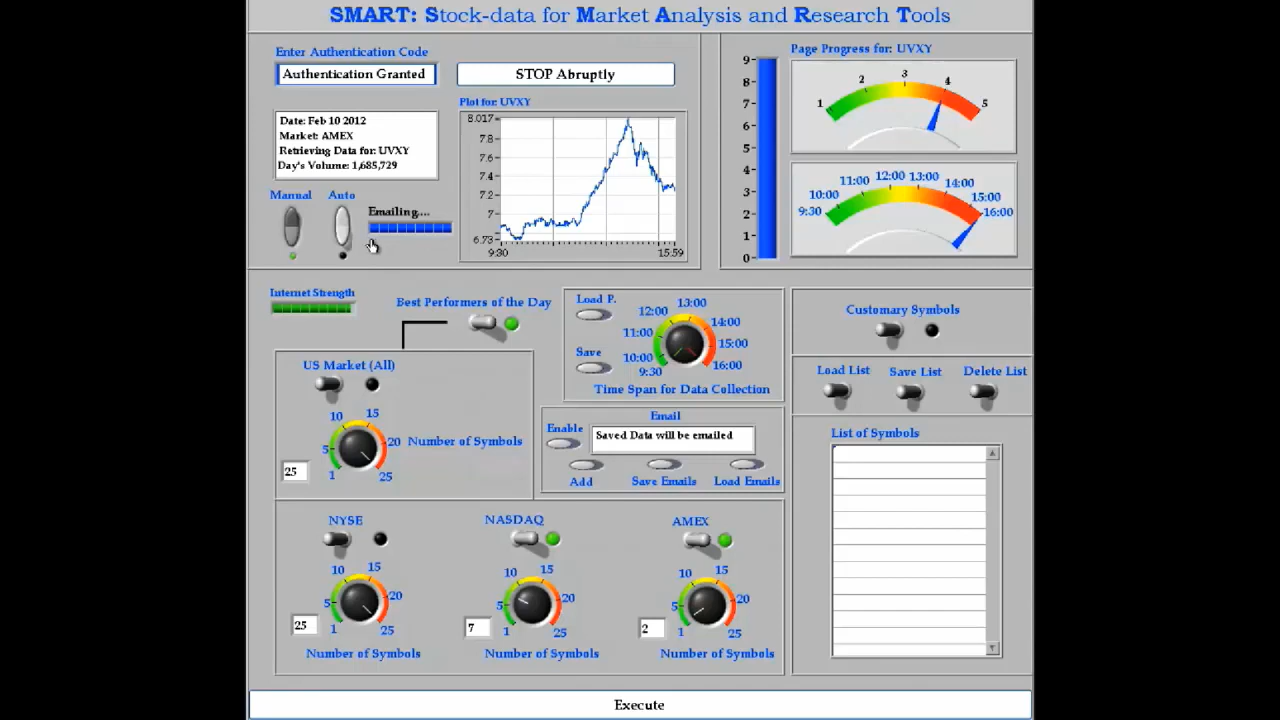 SMART: Stock-data for Market Analysis and Research Tools
Enter Authentication Code
Authentication Granted
STOP Abruptly
Date: Feb 10 2012
Market: AMEX
Retrieving Data for: UVXY
Day's Volume: 1,685,729
Manual
Auto
Emailing....
Plot for: UVXY
8.017
7.8
7.6
7.4
7.2
7
6.73
9:30
15.59
Page Progress for: UVXY
9
8
7
6
5
4
3
2
1
0
1 2 3 4 5
9:30 10:00 11:00 12:00 13:00 14:00 15:00 16:00
Internet Strength
Best Performers of the Day
US Market (All)
1 5 10 15 20 25
25
Number of Symbols
Load P.
Save
9:30 10:00 11:00 12:00 13:00 14:00 15:00 16:00
Time Span for Data Collection
Email
Enable
Saved Data will be emailed
Add
Save Emails
Load Emails
Customary Symbols
Load List
Save List
Delete List
List of Symbols
NYSE
1 5 10 15 20 25
25
Number of Symbols
NASDAQ
1 5 10 15 20 25
7
Number of Symbols
AMEX
1 5 10 15 20 25
2
Number of Symbols
Execute